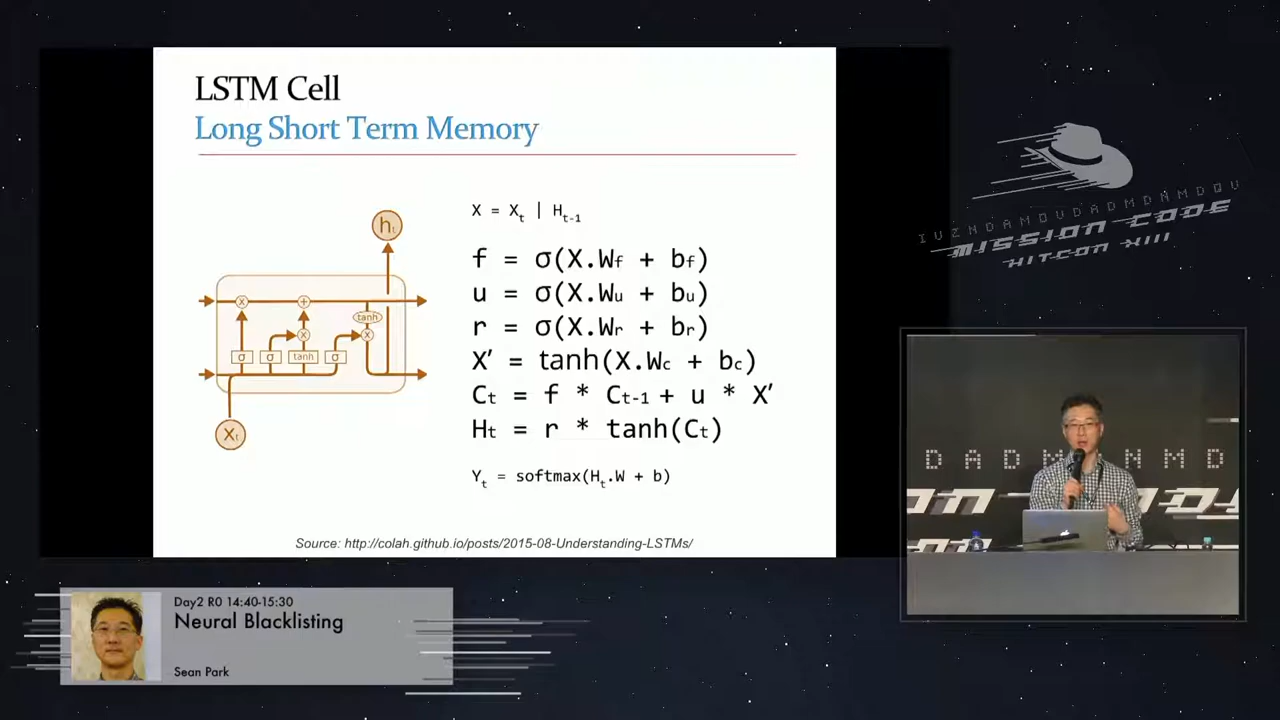 LSTM Cell
Long Short Term Memory
X = Xt | Ht-1
f = σ(X.Wf + bf)
u = σ(X.Wu + bu)
r = σ(X.Wr + br)
X' = tanh(X.Wc + bc)
Ct = f * Ct-1 + u * X'
Ht = r * tanh(Ct)
Yt = softmax(Ht.W + b)
ht
x
+
tanh
x
x
σ
σ
tanh
σ
Xt
Source: http://colah.github.io/posts/2015-08-Understanding-LSTMs/
MISSION CODE
HITCON XIII
D A D M N M D
Day2 R0 14:40-15:30
Neural Blacklisting
Sean Park